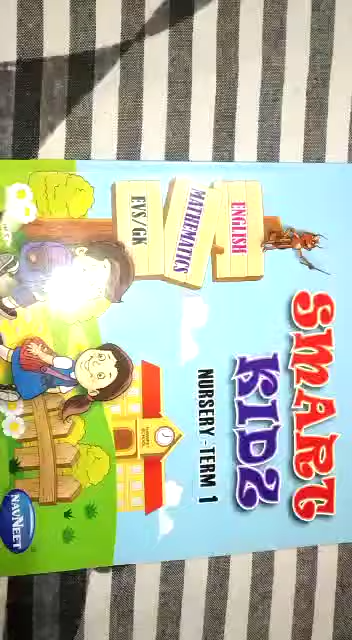 SMART
KIDZ
NURSERY - TERM 1
ENGLISH
MATHEMATICS
EVS/GK
NAVNEET